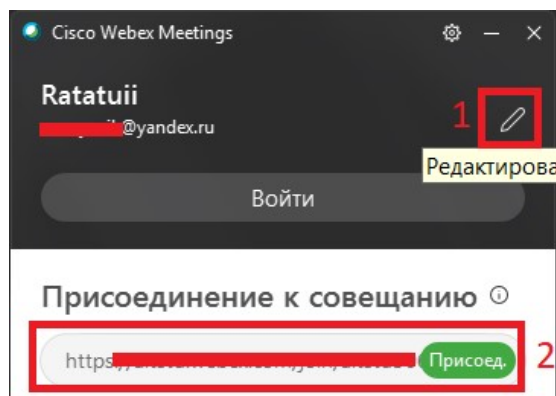 Cisco Webex Meetings
Ratatuii
@yandex.ru
1
Редактирова
Войти
Присоединение к совещанию
https
Присоед.
2